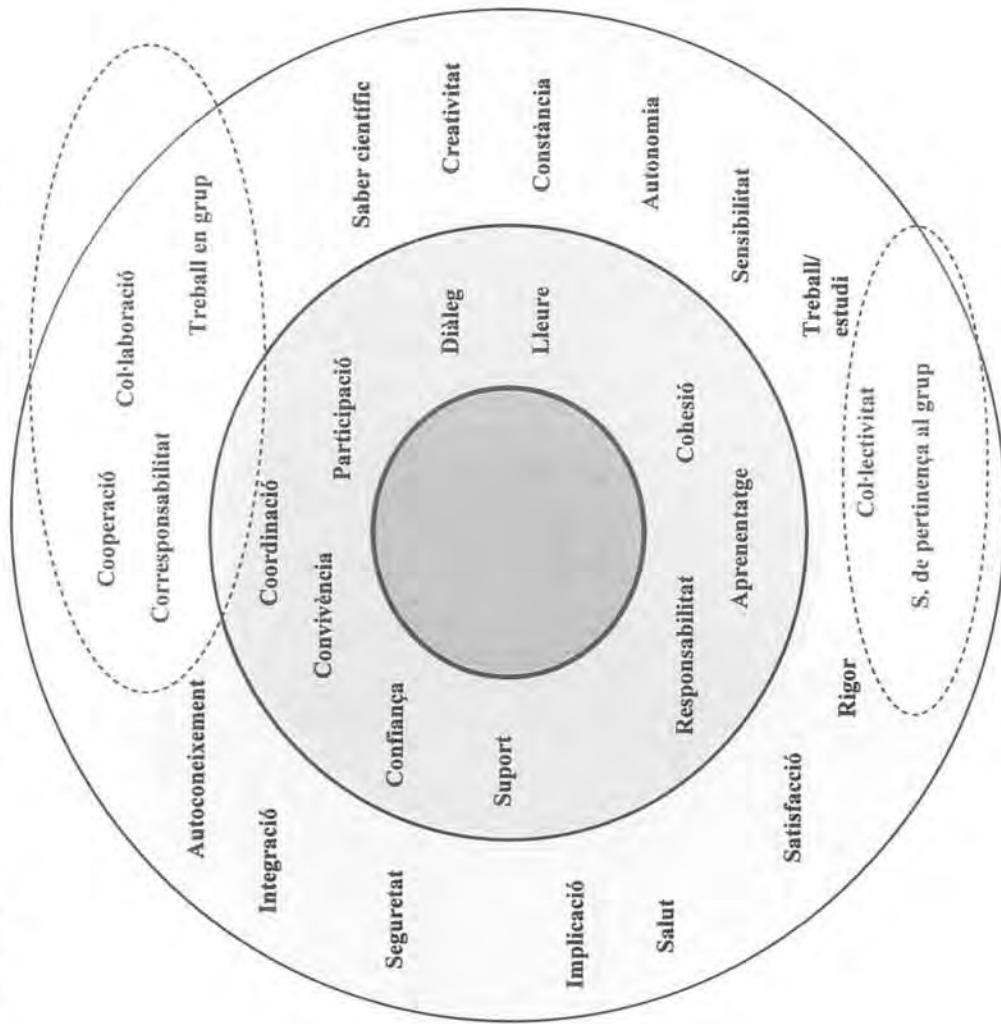 Cooperació
Col·laboració
Corresponsabilitat
Autoconeixement
Treball en grup
Integració
Coordinació
Convivència
Participació
Saber científic
Seguretat
Confiança
Diàleg
Creativitat
Suport
Lleure
Constància
Implicació
Autonomia
Salut
Responsabilitat
Cohesió
Aprenentatge
Sensibilitat
Satisfacció
Treball/
estudi
Rigor
Col·lectivitat
S. de pertinença al grup